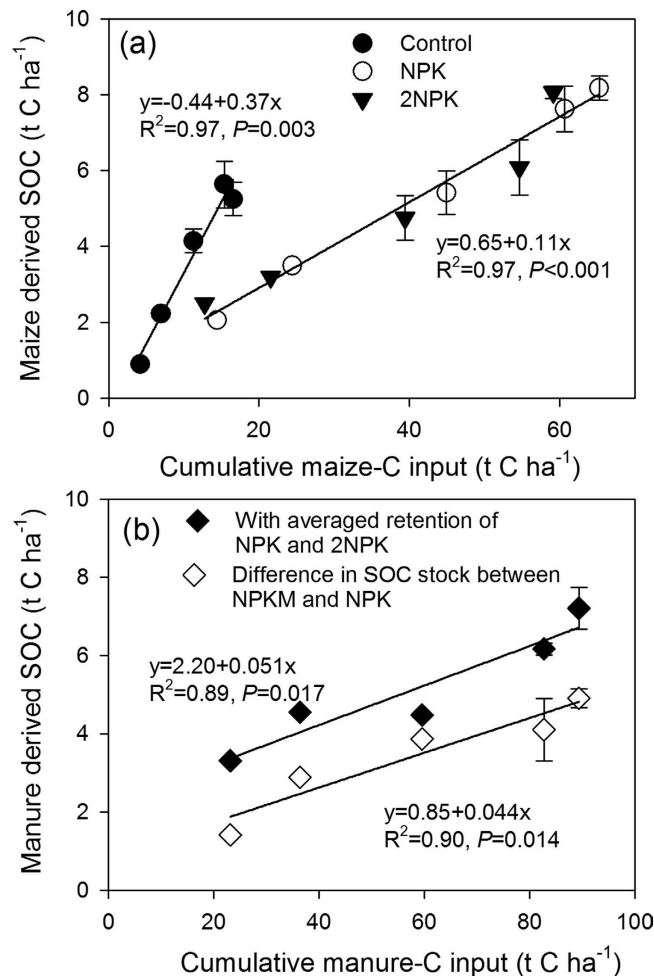 (a)
Control
NPK
2NPK
y=-0.44+0.37x
R²=0.97, P=0.003
y=0.65+0.11x
R²=0.97, P<0.001
10
8
6
4
2
0
Maize derived SOC (t C ha⁻¹)
0 20 40 60
Cumulative maize-C input (t C ha⁻¹)
(b)
With averaged retention of
NPK and 2NPK
Difference in SOC stock between
NPKM and NPK
y=2.20+0.051x
R²=0.89, P=0.017
y=0.85+0.044x
R²=0.90, P=0.014
10
8
6
4
2
0
Manure derived SOC (t C ha⁻¹)
0 20 40 60 80 100
Cumulative manure-C input (t C ha⁻¹)